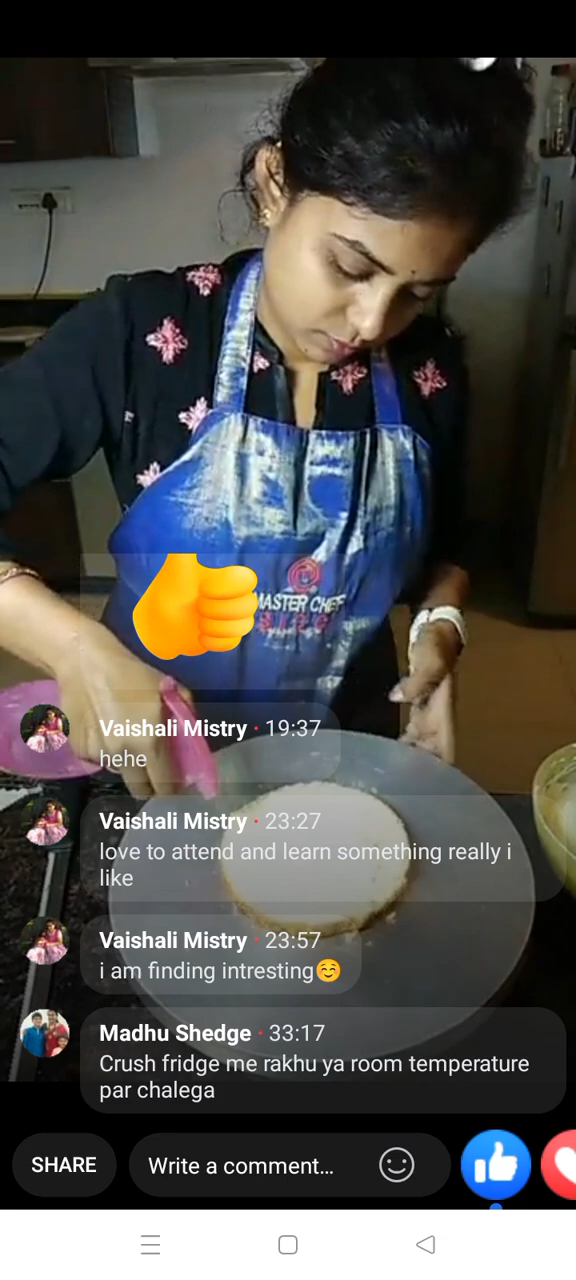 MASTER CHEF
Vaishali Mistry · 19:37
hehe
Vaishali Mistry · 23:27
love to attend and learn something really i
like
Vaishali Mistry · 23:57
i am finding intresting☺️
Madhu Shedge · 33:17
Crush fridge me rakhu ya room temperature
par chalega
SHARE
Write a comment...